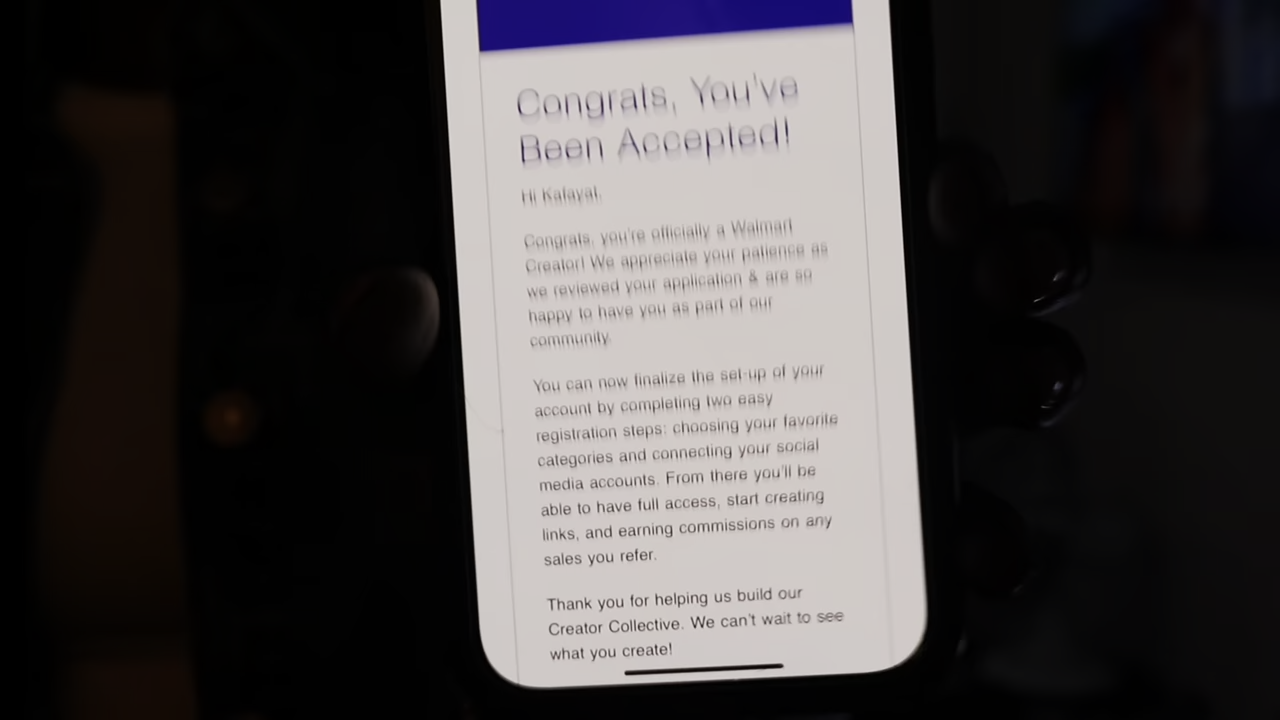 Congrats, You've
Been Accepted!
Hi Kalayat,
Congrats, you're officially a Walmart
Creator! We appreciate your patience as
we reviewed your application & are so
happy to have you as part of our
community.
You can now finalize the set-up of your
account by completing two easy
registration steps: choosing your favorite
categories and connecting your social
media accounts. From there you'll be
able to have full access, start creating
links, and earning commissions on any
sales you refer.
Thank you for helping us build our
Creator Collective. We can't wait to see
what you create!